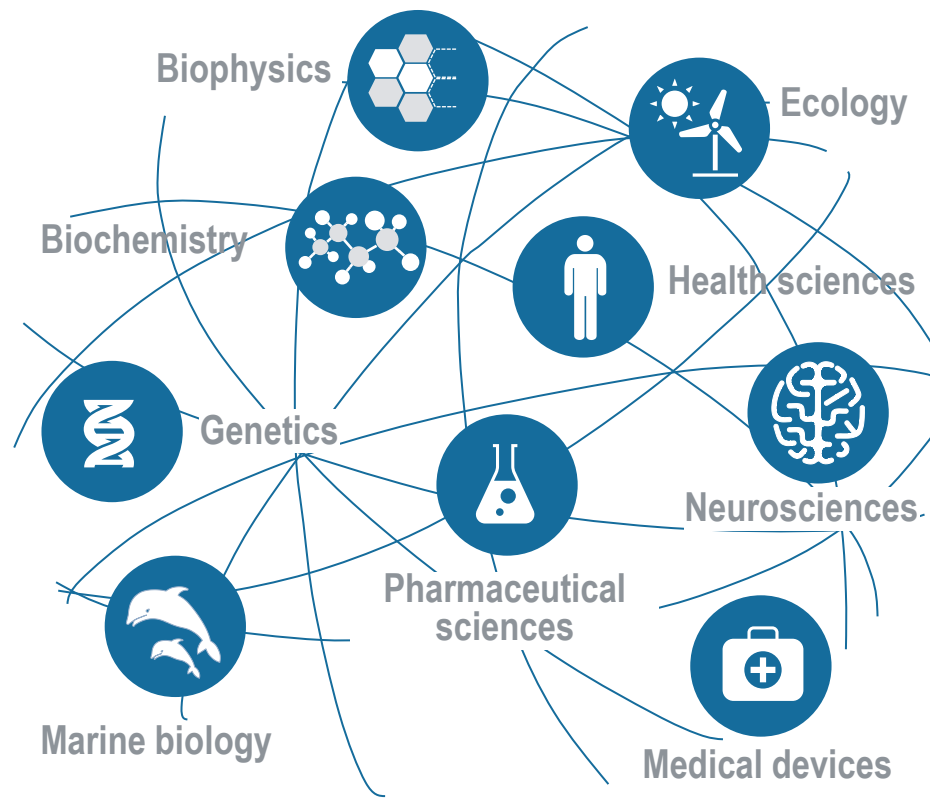 Biophysics
Ecology
Biochemistry
Health sciences
Genetics
Neurosciences
Pharmaceutical
sciences
Marine biology
Medical devices